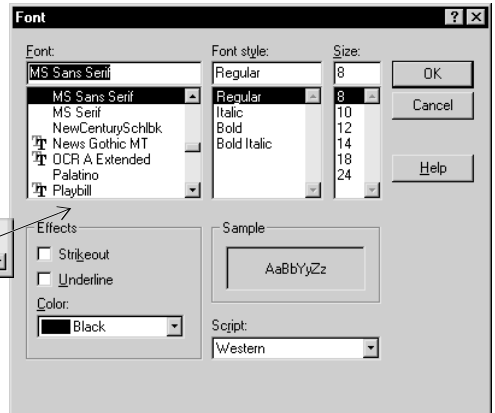 Font
Font: Font style: Size:
MS Sans Serif Regular 8 OK
MS Sans Serif Regular 8 Cancel
MS Serif Italic 10
NewCenturySchlbk Bold 12
News Gothic MT Bold Italic 14
OCR A Extended 18 Help
Palatino 24
Playbill
Effects Sample
Strikeout AaBbYyZz
Underline
Color:
Black Script:
Western